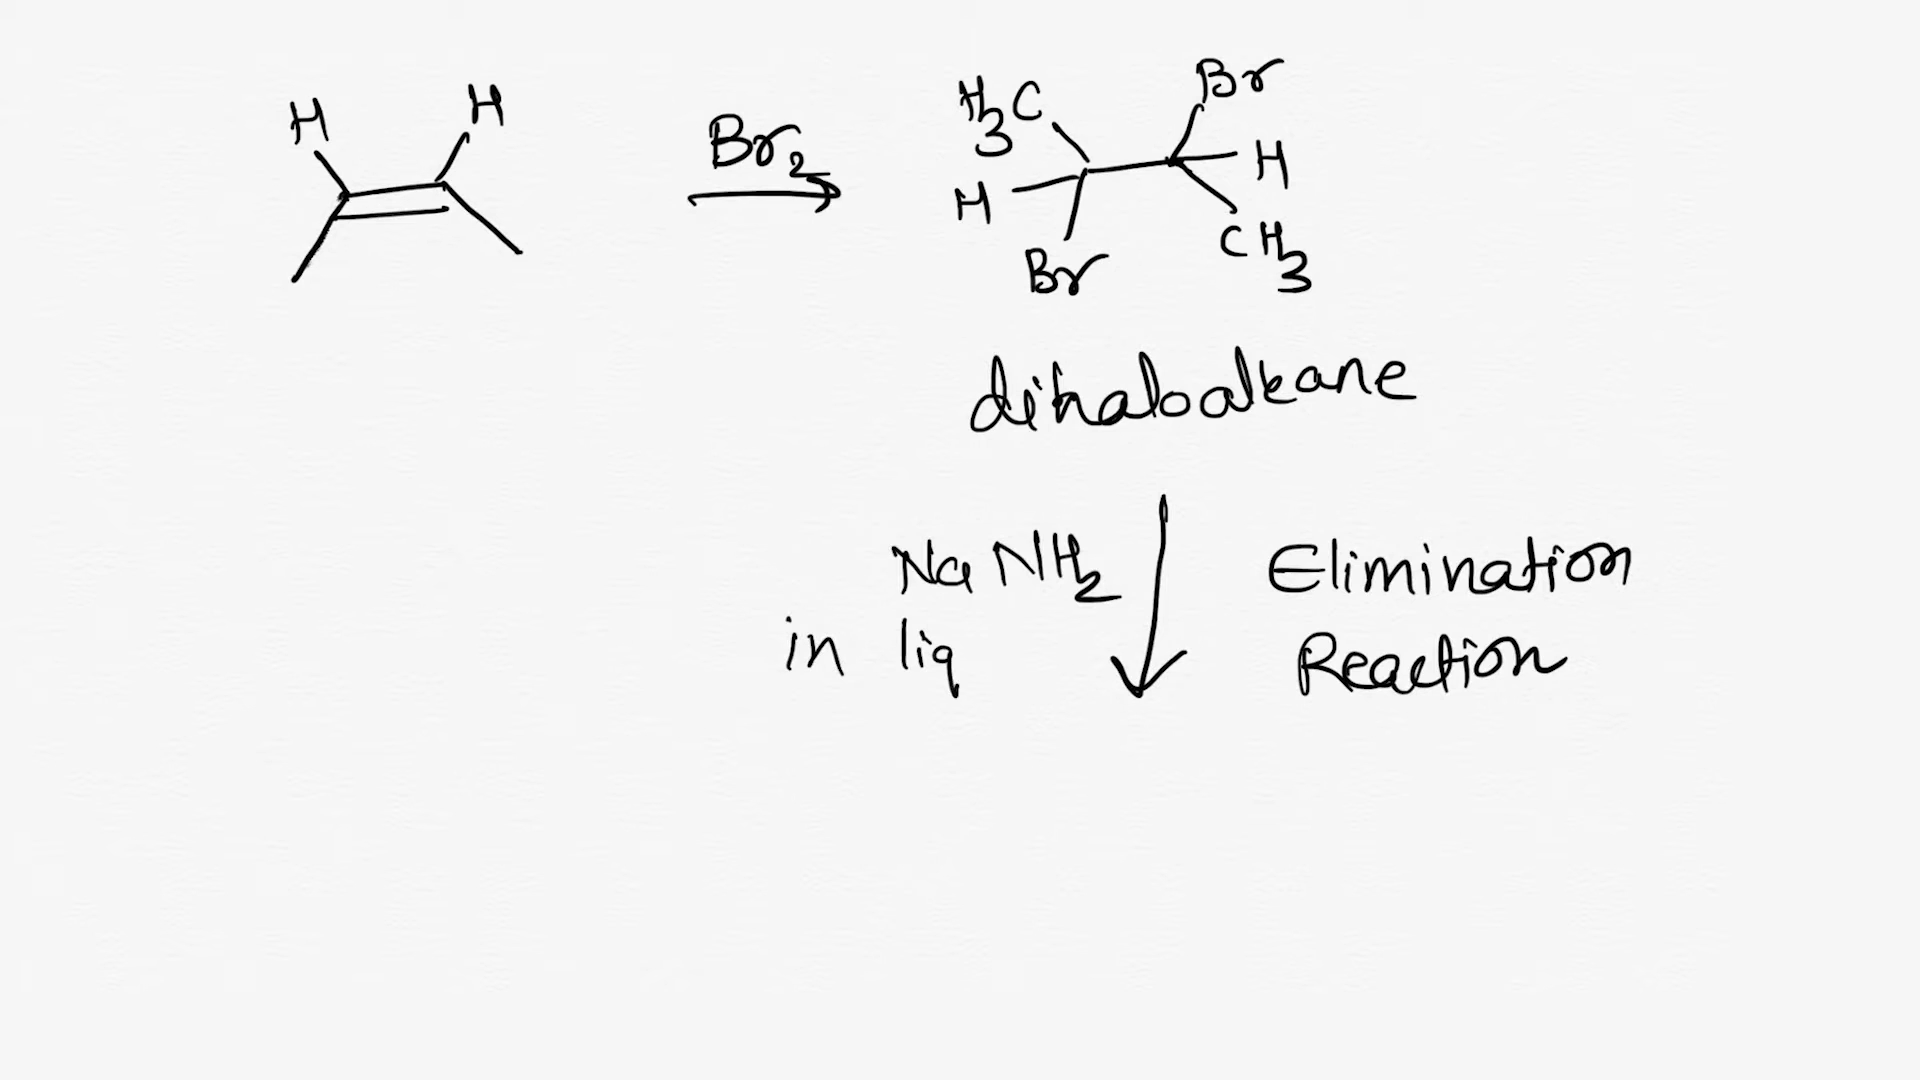 H H
Br2
H3C Br
H H
Br CH3
dihaloalkane
NaNH2
in liq
Elimination
Reaction